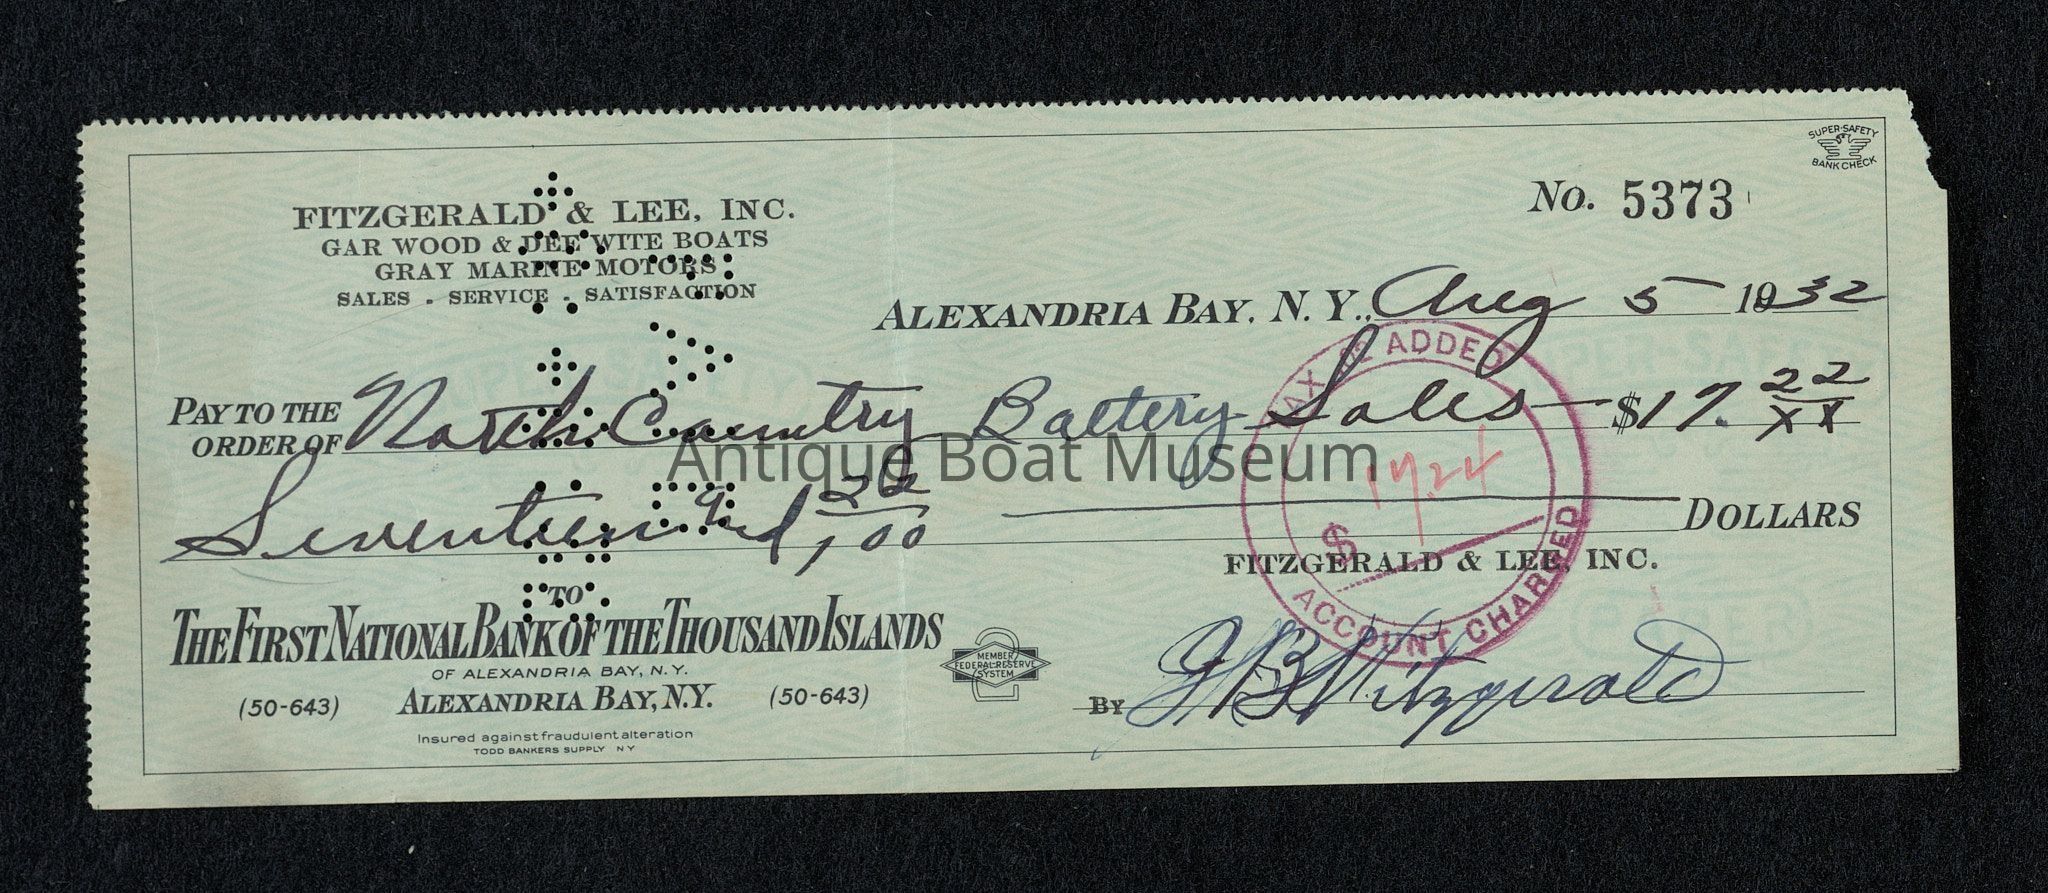 SUPER-SAFETY
BANK CHECK
FITZGERALD & LEE, INC.
GAR WOOD & DEE WITE BOATS
GRAY MARINE MOTORS
SALES . SERVICE . SATISFACTION
No. 5373
ALEXANDRIA BAY, N. Y., Aug 5 1932
PAY TO THE
ORDER OF North Country Battery Sales $17. 22/xx
Antique Boat Museum
Seventeen and 22/100 DOLLARS
TAX 2¢ ADDED
17.24
$
ACCOUNT CHARGED
FITZGERALD & LEE, INC.
TO
THE FIRST NATIONAL BANK OF THE THOUSAND ISLANDS
OF ALEXANDRIA BAY, N.Y.
(50-643) ALEXANDRIA BAY, N.Y. (50-643)
MEMBER
FEDERAL RESERVE
SYSTEM
BY Fitzgerald
Insured against fraudulent alteration
TODD BANKERS SUPPLY NY